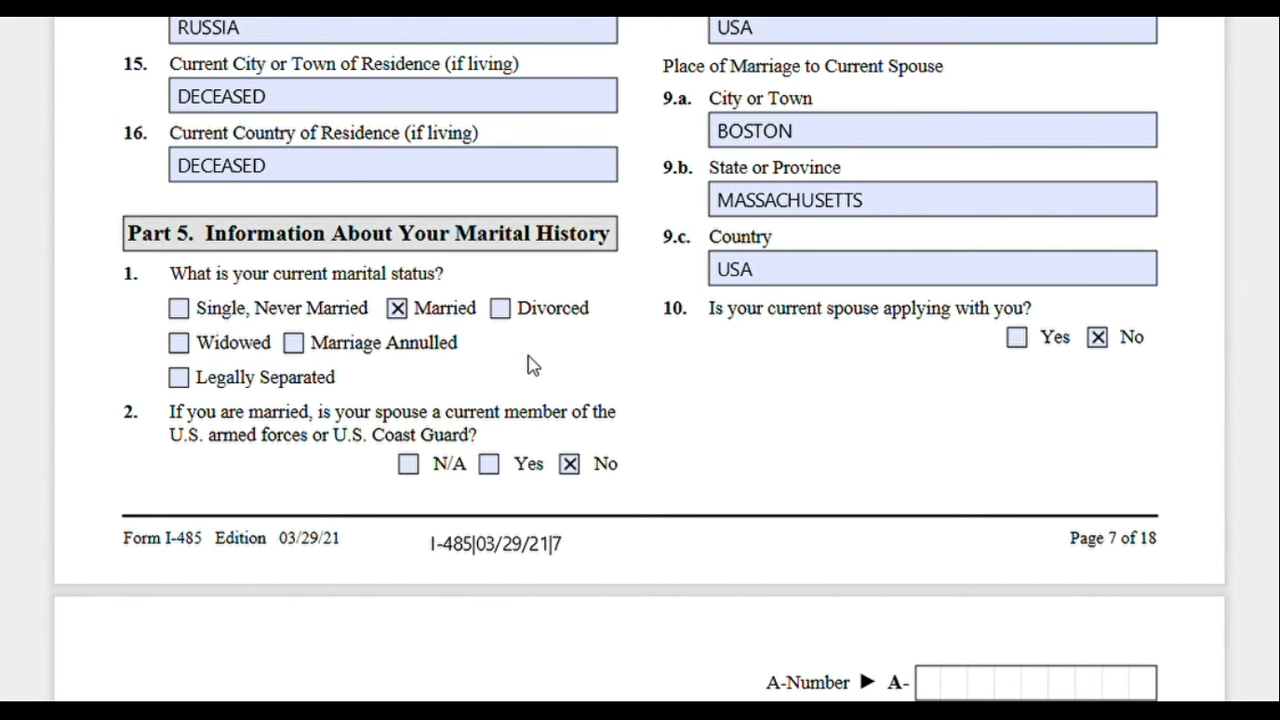 RUSSIA
15. Current City or Town of Residence (if living)
DECEASED
16. Current Country of Residence (if living)
DECEASED
Part 5. Information About Your Marital History
1. What is your current marital status?
Single, Never Married Married Divorced
Widowed Marriage Annulled
Legally Separated
2. If you are married, is your spouse a current member of the
U.S. armed forces or U.S. Coast Guard?
N/A Yes No
USA
Place of Marriage to Current Spouse
9.a. City or Town
BOSTON
9.b. State or Province
MASSACHUSETTS
9.c. Country
USA
10. Is your current spouse applying with you?
Yes No
Form I-485 Edition 03/29/21 I-485|03/29/21|7 Page 7 of 18
A-Number ► A-